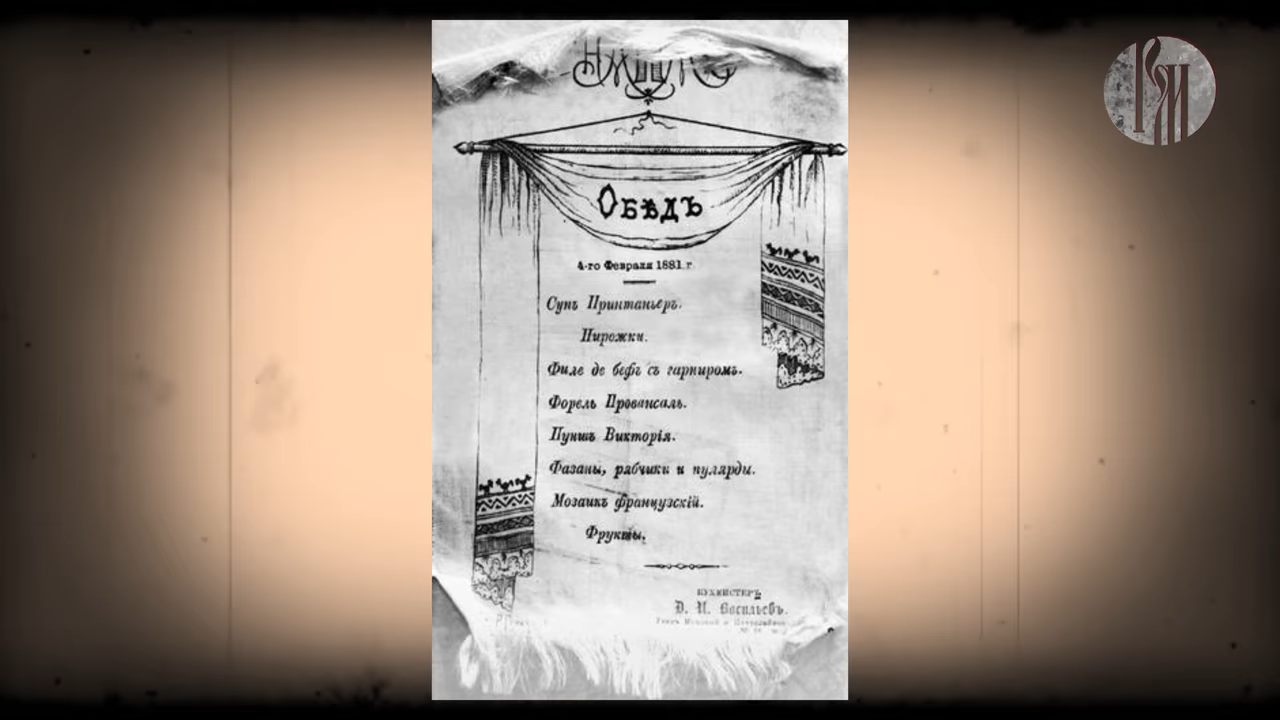 Обѣдъ
4-го Февраля 1881 г
Супъ Принтаньеръ.
Пирожки.
Филе де бефъ съ гарниромъ.
Форель Провансаль.
Пуншъ Викторія.
Фазаны, рябчики и пулярды.
Мозаикъ французскій.
Фрукты.
КУХМИСТЕРЪ
Д. И. Васильевъ.